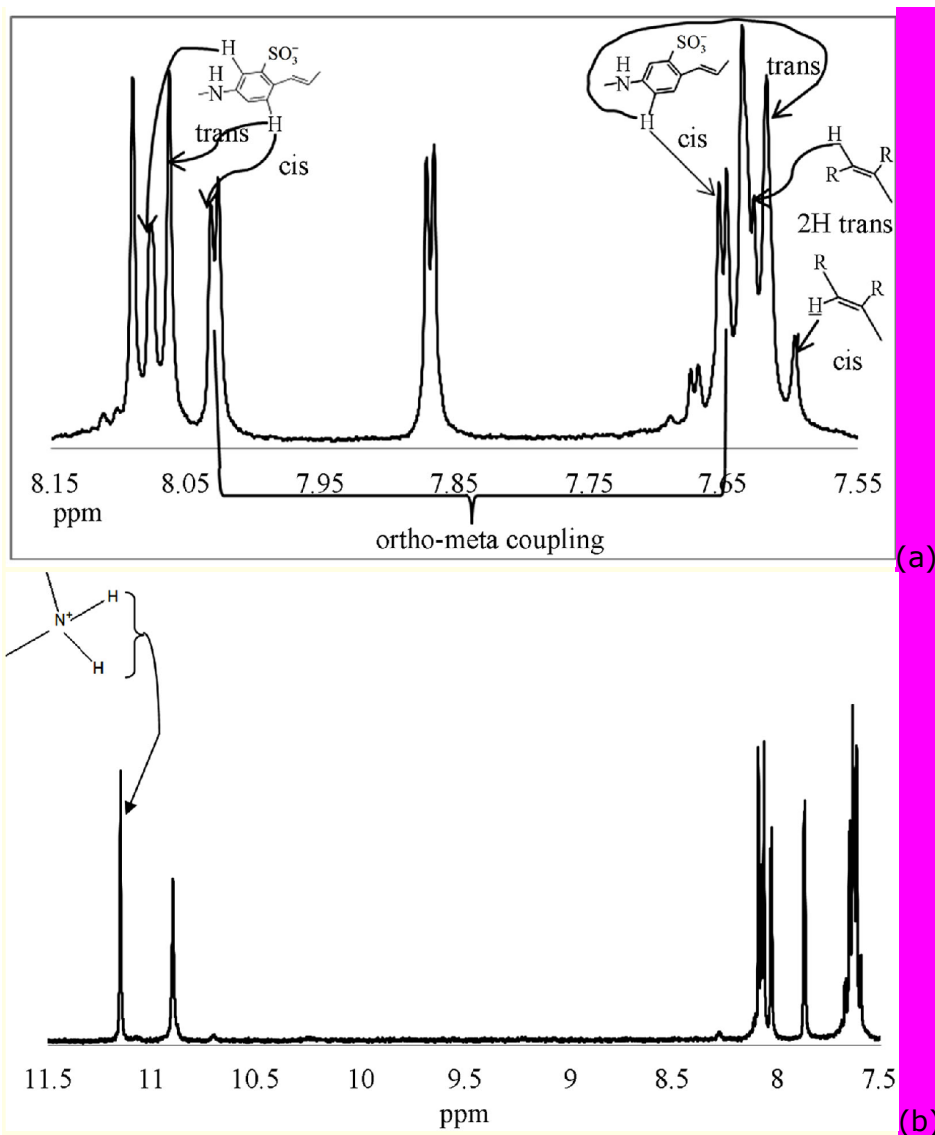 H
SO3⁻
H
N
H
trans
cis
SO3⁻
H
N
H
cis
trans
H
R
R
2H trans
R
R
H
cis
8.15 8.05 7.95 7.85 7.75 7.65 7.55
ppm
ortho-meta coupling
(a)
H
N+
H
11.5 11 10.5 10 9.5 9 8.5 8 7.5
ppm
(b)